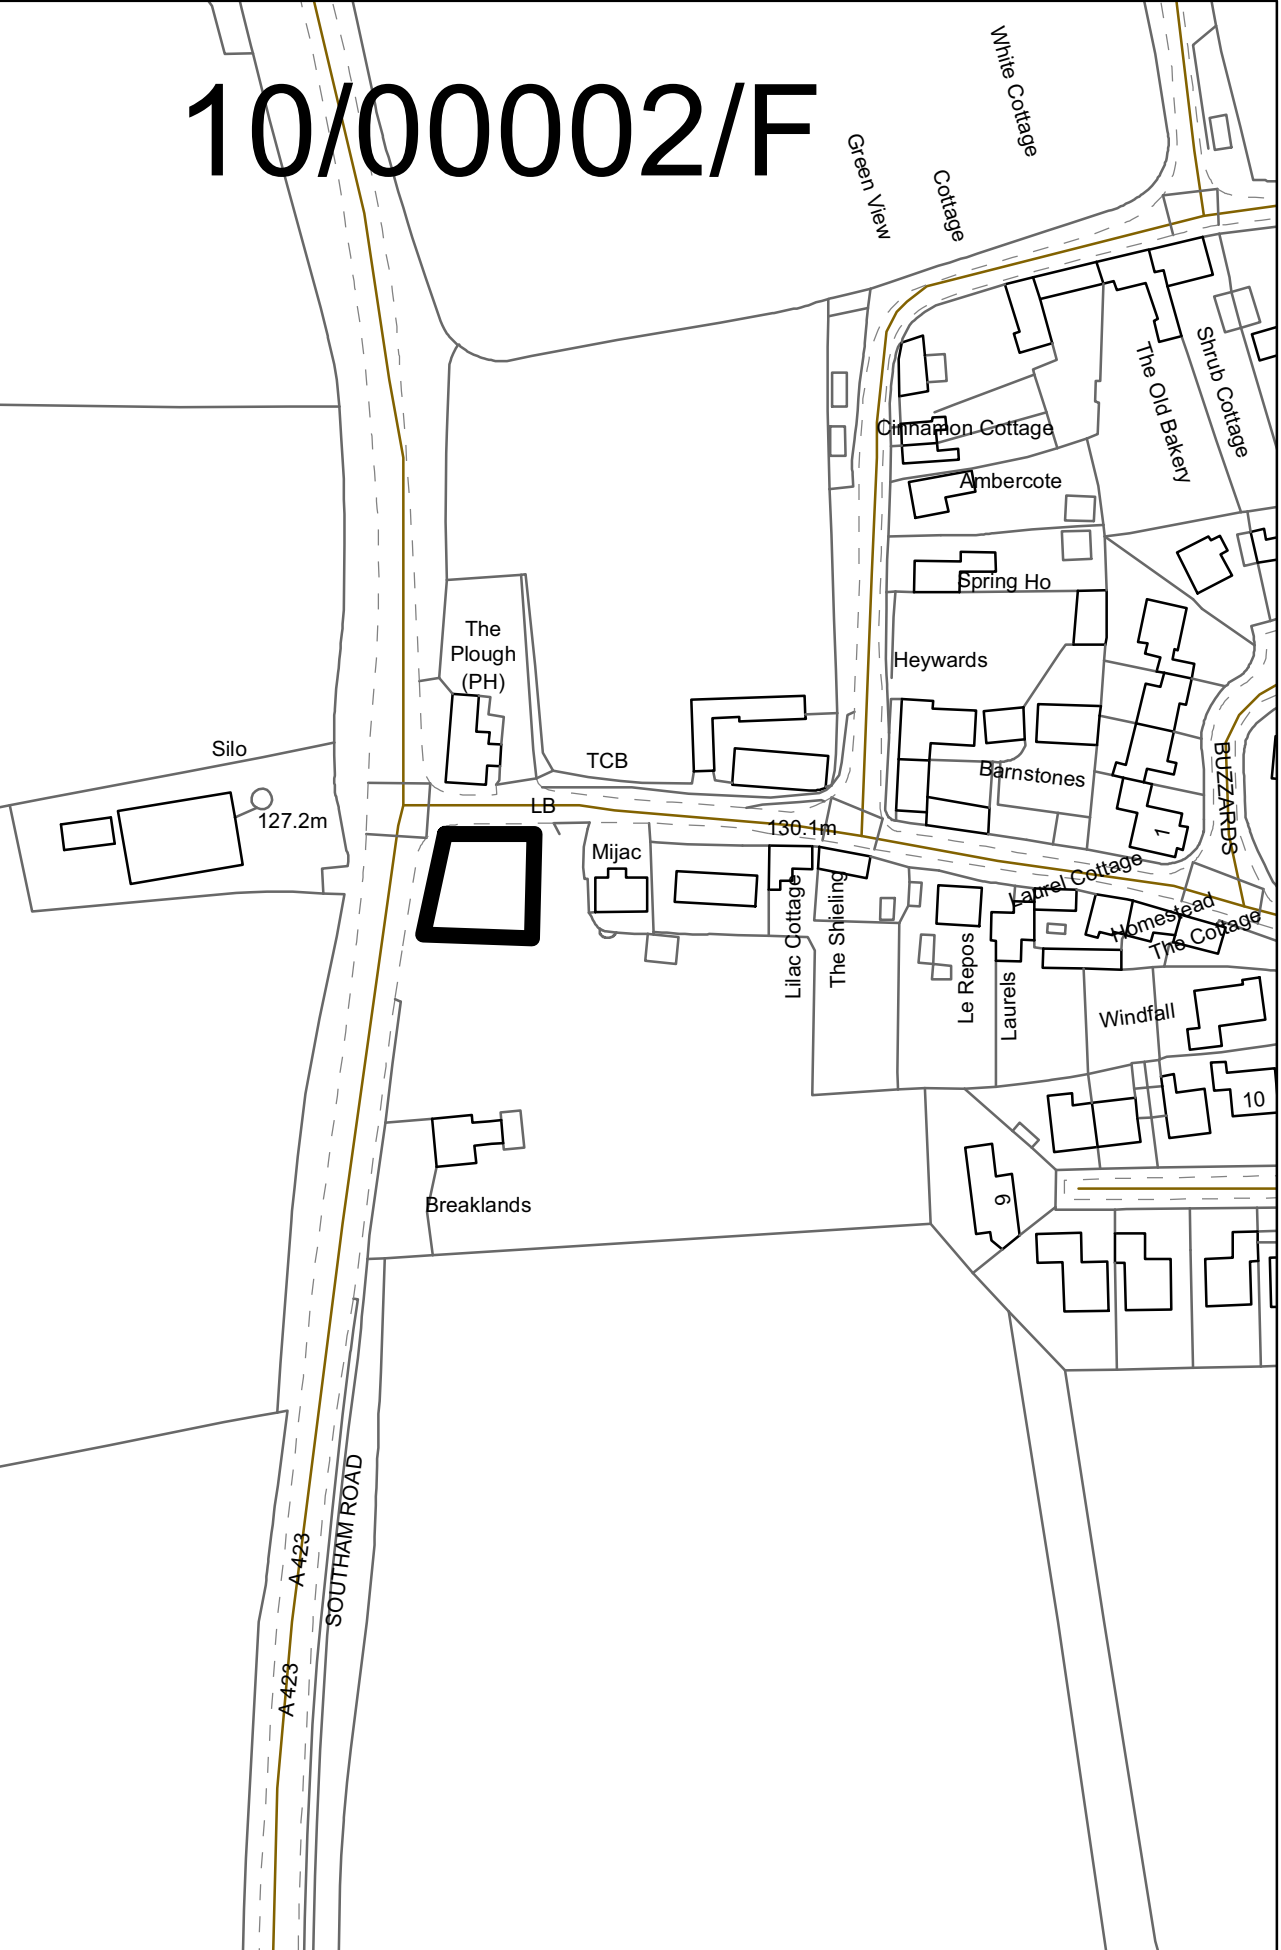 10/00002/F
White Cottage
Green View
Cottage
Shrub Cottage
The Old Bakery
Cinnamon Cottage
Ambercote
Spring Ho
The
Plough
(PH)
Heywards
Silo
TCB
Barnstones
BUZZARDS
LB
127.2m
130.1m
1
Mijac
Laurel Cottage
Homestead
The Cottage
Lilac Cottage
The Shieling
Le Repos
Laurels
Windfall
10
9
Breaklands
SOUTHAM ROAD
A 423
A 423